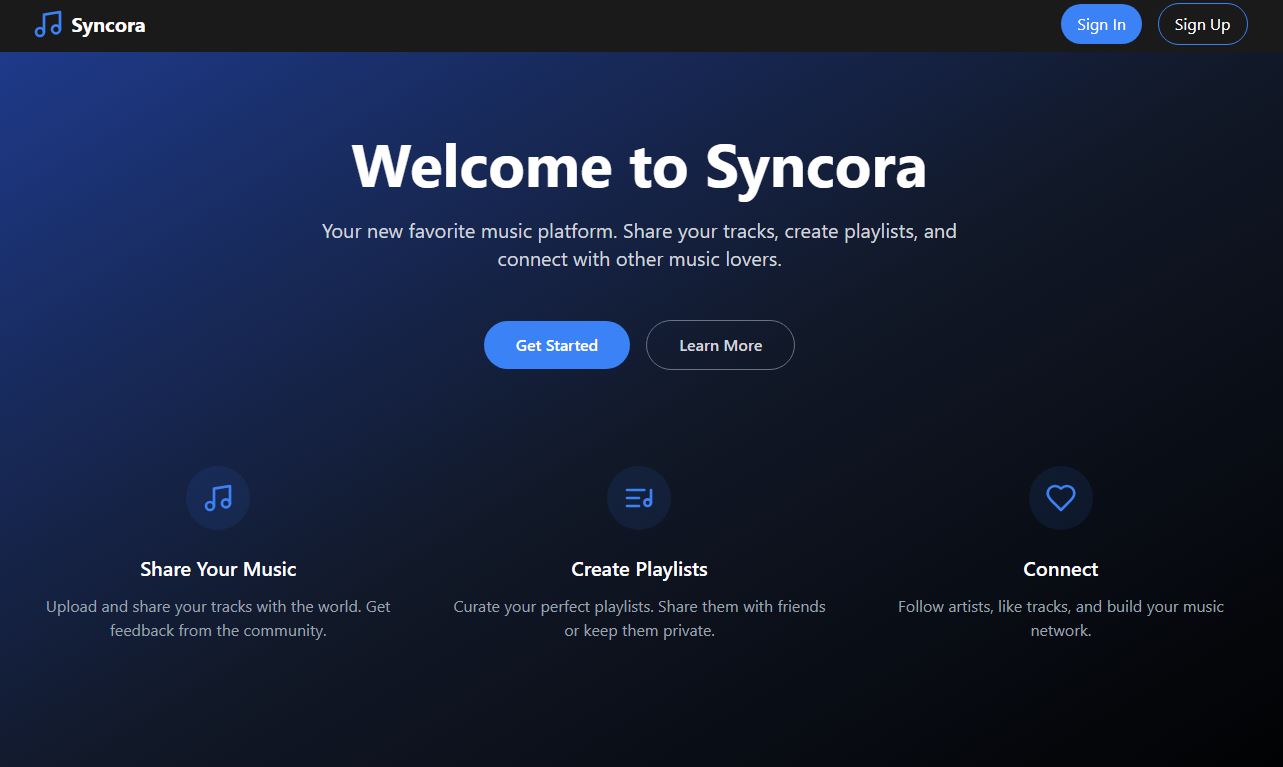 Syncora
Sign In
Sign Up
Welcome to Syncora
Your new favorite music platform. Share your tracks, create playlists, and
connect with other music lovers.
Get Started
Learn More
Share Your Music
Upload and share your tracks with the world. Get
feedback from the community.
Create Playlists
Curate your perfect playlists. Share them with friends
or keep them private.
Connect
Follow artists, like tracks, and build your music
network.